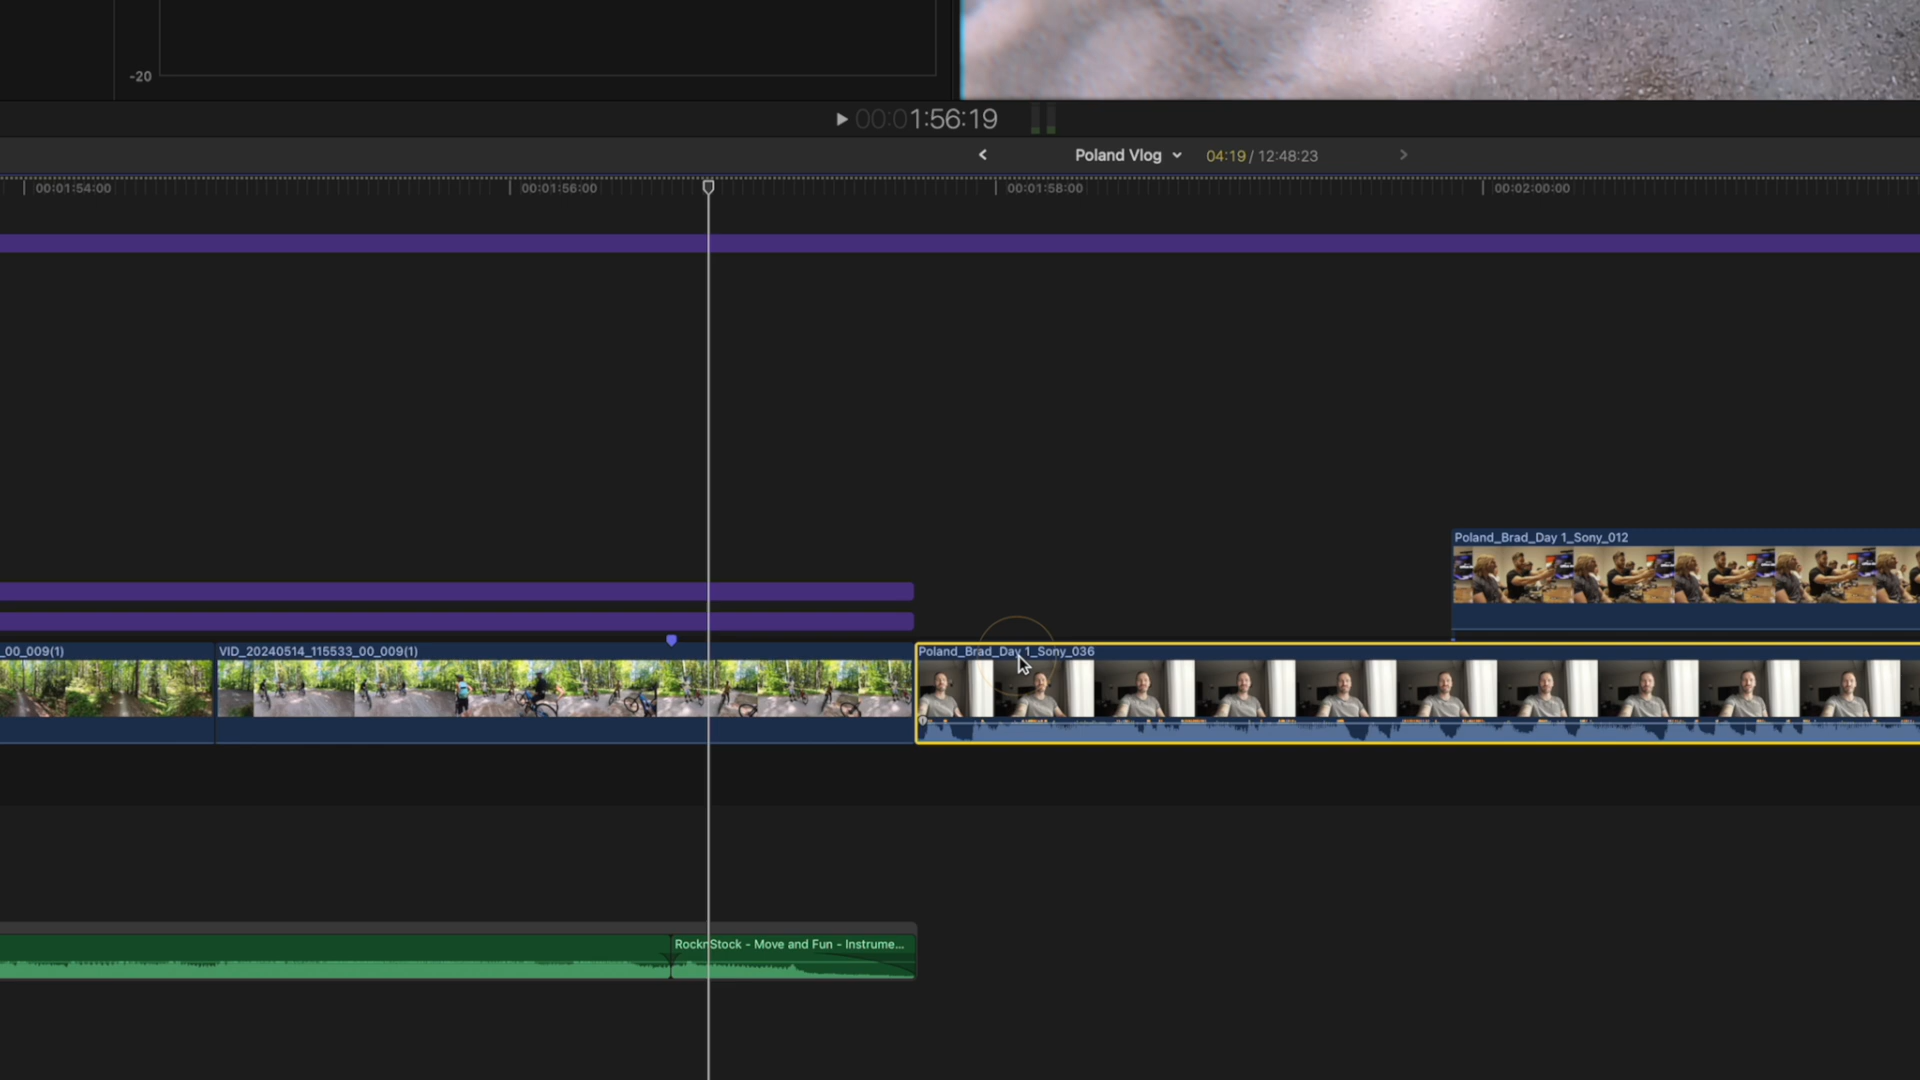 -20
00:01:56:19
Poland Vlog 04:19 / 12:48:23
00:01:54:00 00:01:56:00 00:01:58:00 00:02:00:00
Poland_Brad_Day 1_Sony_012
_00_009(1) VID_20240514_115533_00_009(1) Poland_Brad_Day 1_Sony_036
RocknStock - Move and Fun - Instrume...